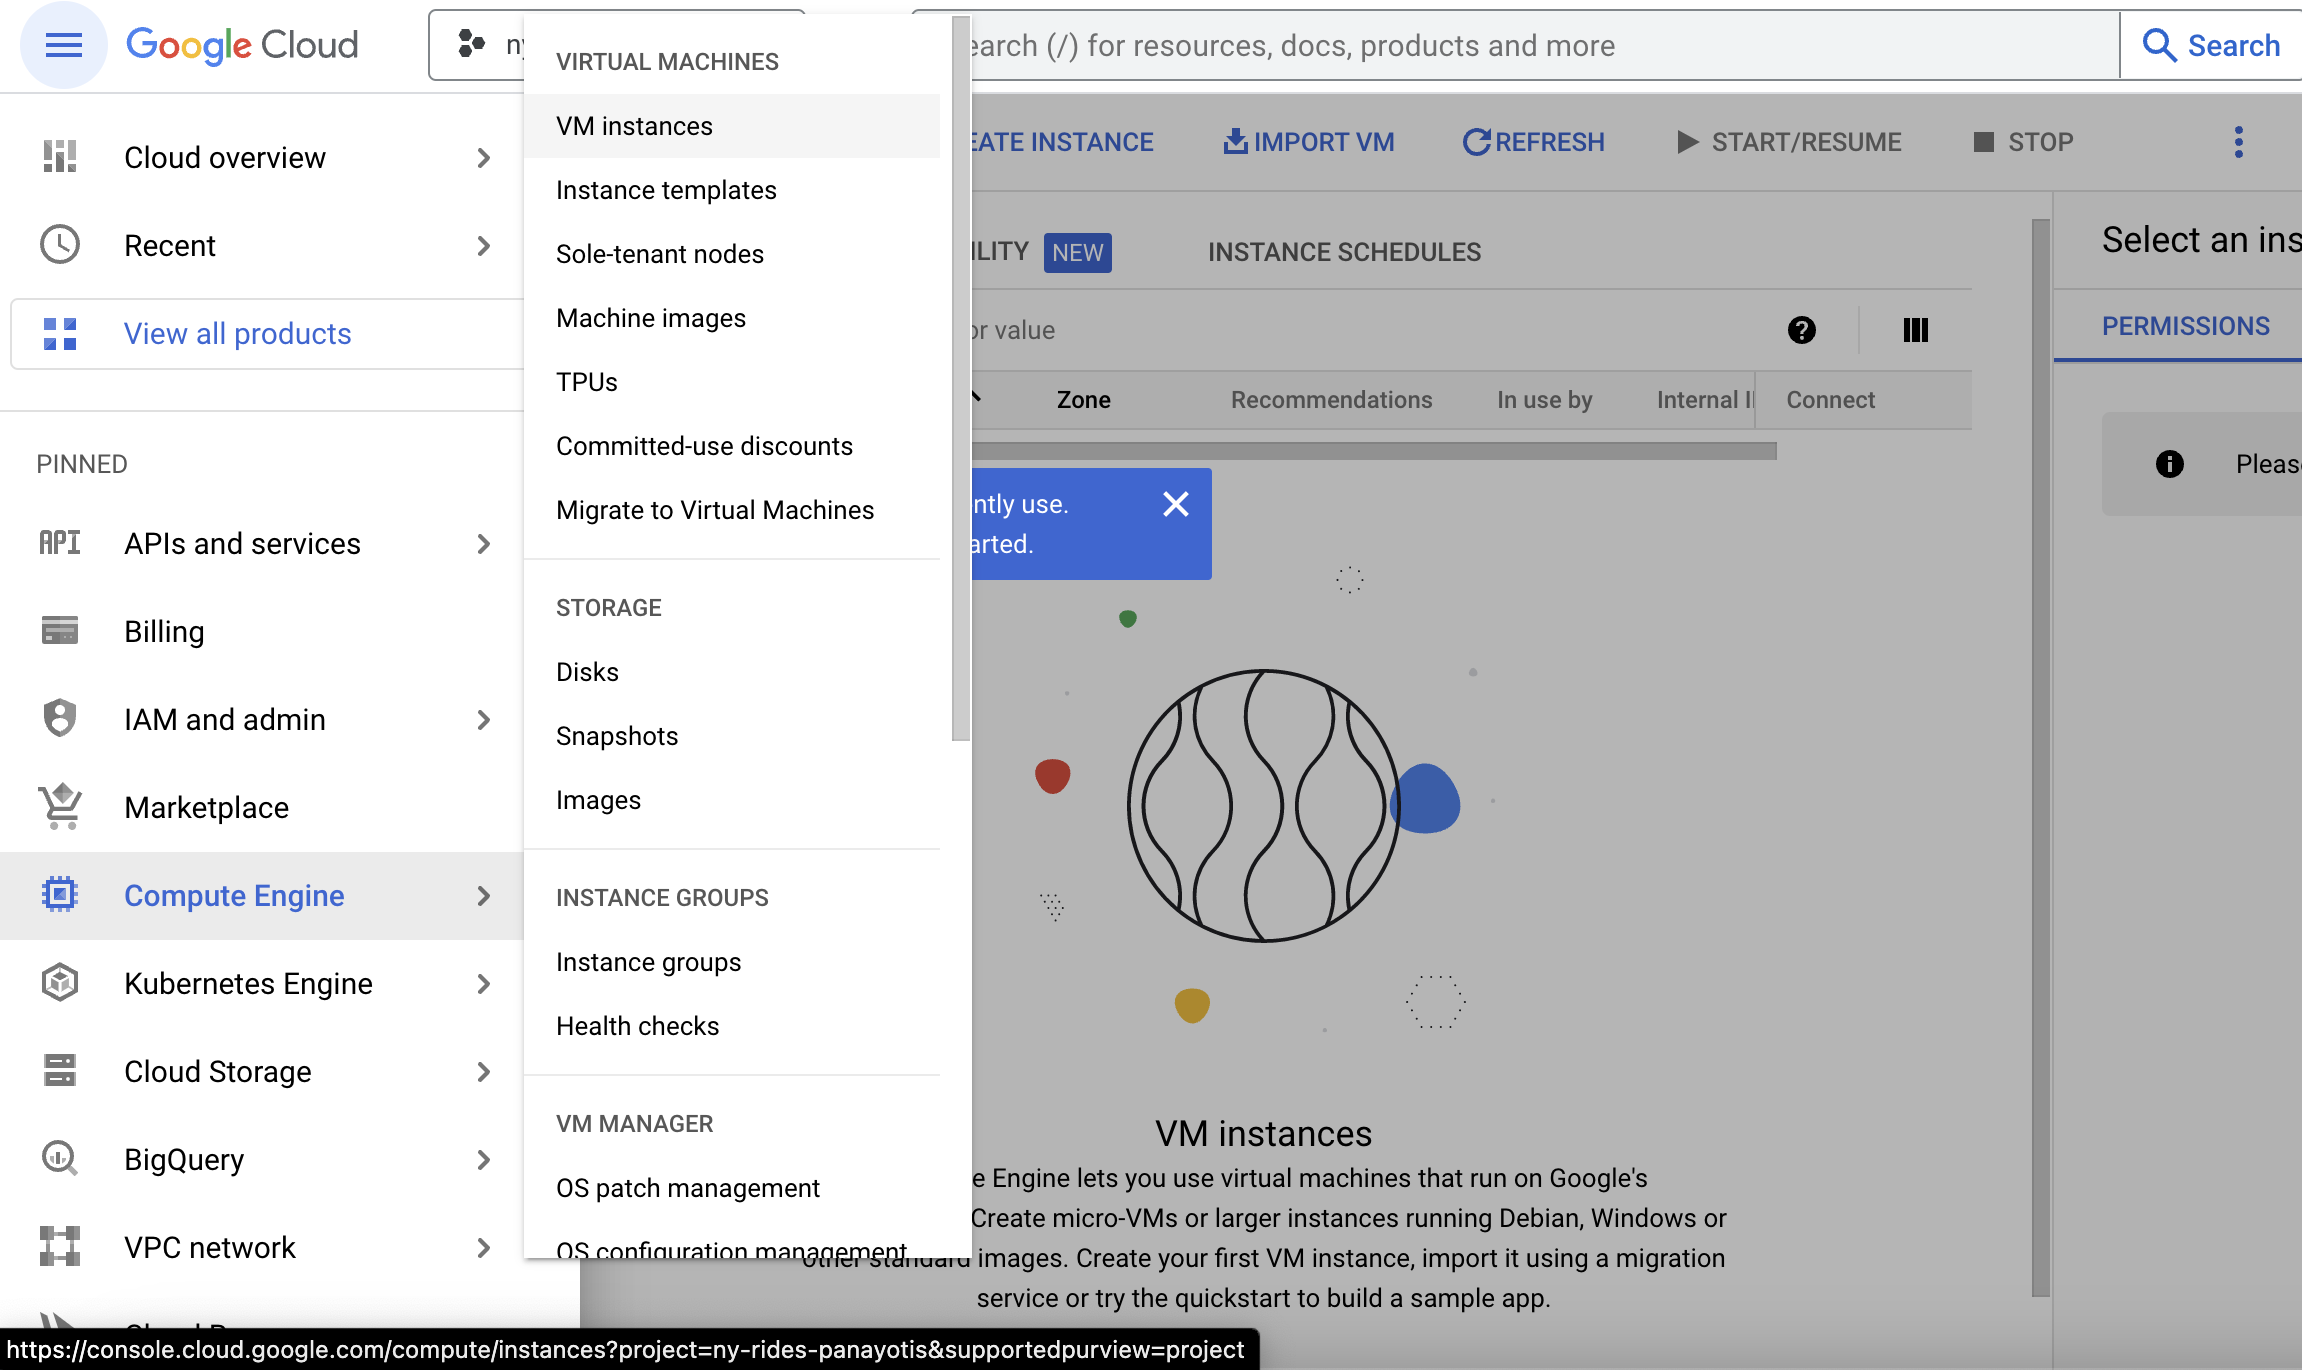 Google Cloud
ny
earch (/) for resources, docs, products and more
Search
Cloud overview
Recent
View all products
PINNED
API
APIs and services
Billing
IAM and admin
Marketplace
Compute Engine
Kubernetes Engine
Cloud Storage
BigQuery
VPC network
VIRTUAL MACHINES
VM instances
Instance templates
Sole-tenant nodes
Machine images
TPUs
Committed-use discounts
Migrate to Virtual Machines
STORAGE
Disks
Snapshots
Images
INSTANCE GROUPS
Instance groups
Health checks
VM MANAGER
OS patch management
OS configuration management
EATE INSTANCE
IMPORT VM
REFRESH
START/RESUME
STOP
ILITY NEW
INSTANCE SCHEDULES
or value
Zone
Recommendations
In use by
Internal I
Connect
ntly use.
arted.
VM instances
e Engine lets you use virtual machines that run on Google's
Create micro-VMs or larger instances running Debian, Windows or
other standard images. Create your first VM instance, import it using a migration
service or try the quickstart to build a sample app.
Select an ins
PERMISSIONS
Pleas
https://console.cloud.google.com/compute/instances?project=ny-rides-panayotis&supportedpurview=project